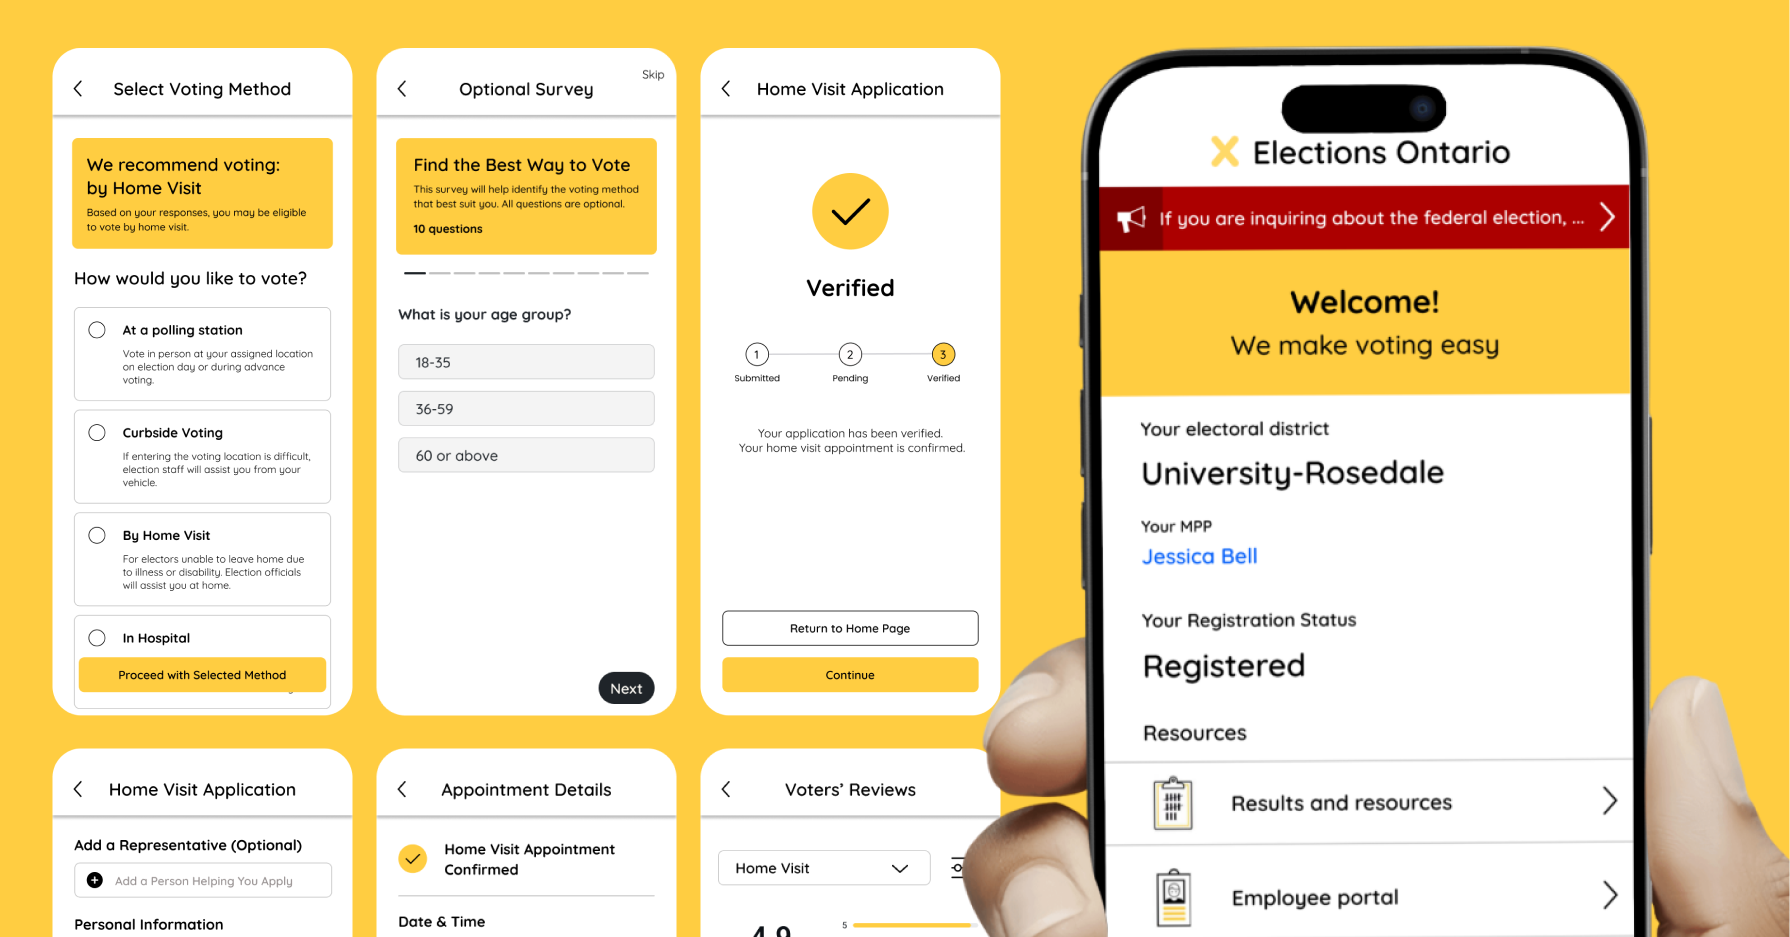 Select Voting Method
We recommend voting:
by Home Visit
Based on your responses, you may be eligible
to vote by home visit.
How would you like to vote?
At a polling station
Vote in person at your assigned location
on election day or during advance
voting.
Curbside Voting
If entering the voting location is difficult,
election staff will assist you from your
vehicle.
By Home Visit
For electors unable to leave home due
to illness or disability. Election officials
will assist you at home.
In Hospital
Proceed with Selected Method
Skip
Optional Survey
Find the Best Way to Vote
This survey will help identify the voting method
that best suit you. All questions are optional.
10 questions
What is your age group?
18-35
36-59
60 or above
Next
Home Visit Application
Verified
1 2 3
Submitted Pending Verified
Your application has been verified.
Your home visit appointment is confirmed.
Return to Home Page
Continue
Home Visit Application
Add a Representative (Optional)
Add a Person Helping You Apply
Personal Information
Appointment Details
Home Visit Appointment
Confirmed
Date & Time
Voters' Reviews
Home Visit
4.9
5
Elections Ontario
If you are inquiring about the federal election, ...
Welcome!
We make voting easy
Your electoral district
University-Rosedale
Your MPP
Jessica Bell
Your Registration Status
Registered
Resources
Results and resources
Employee portal